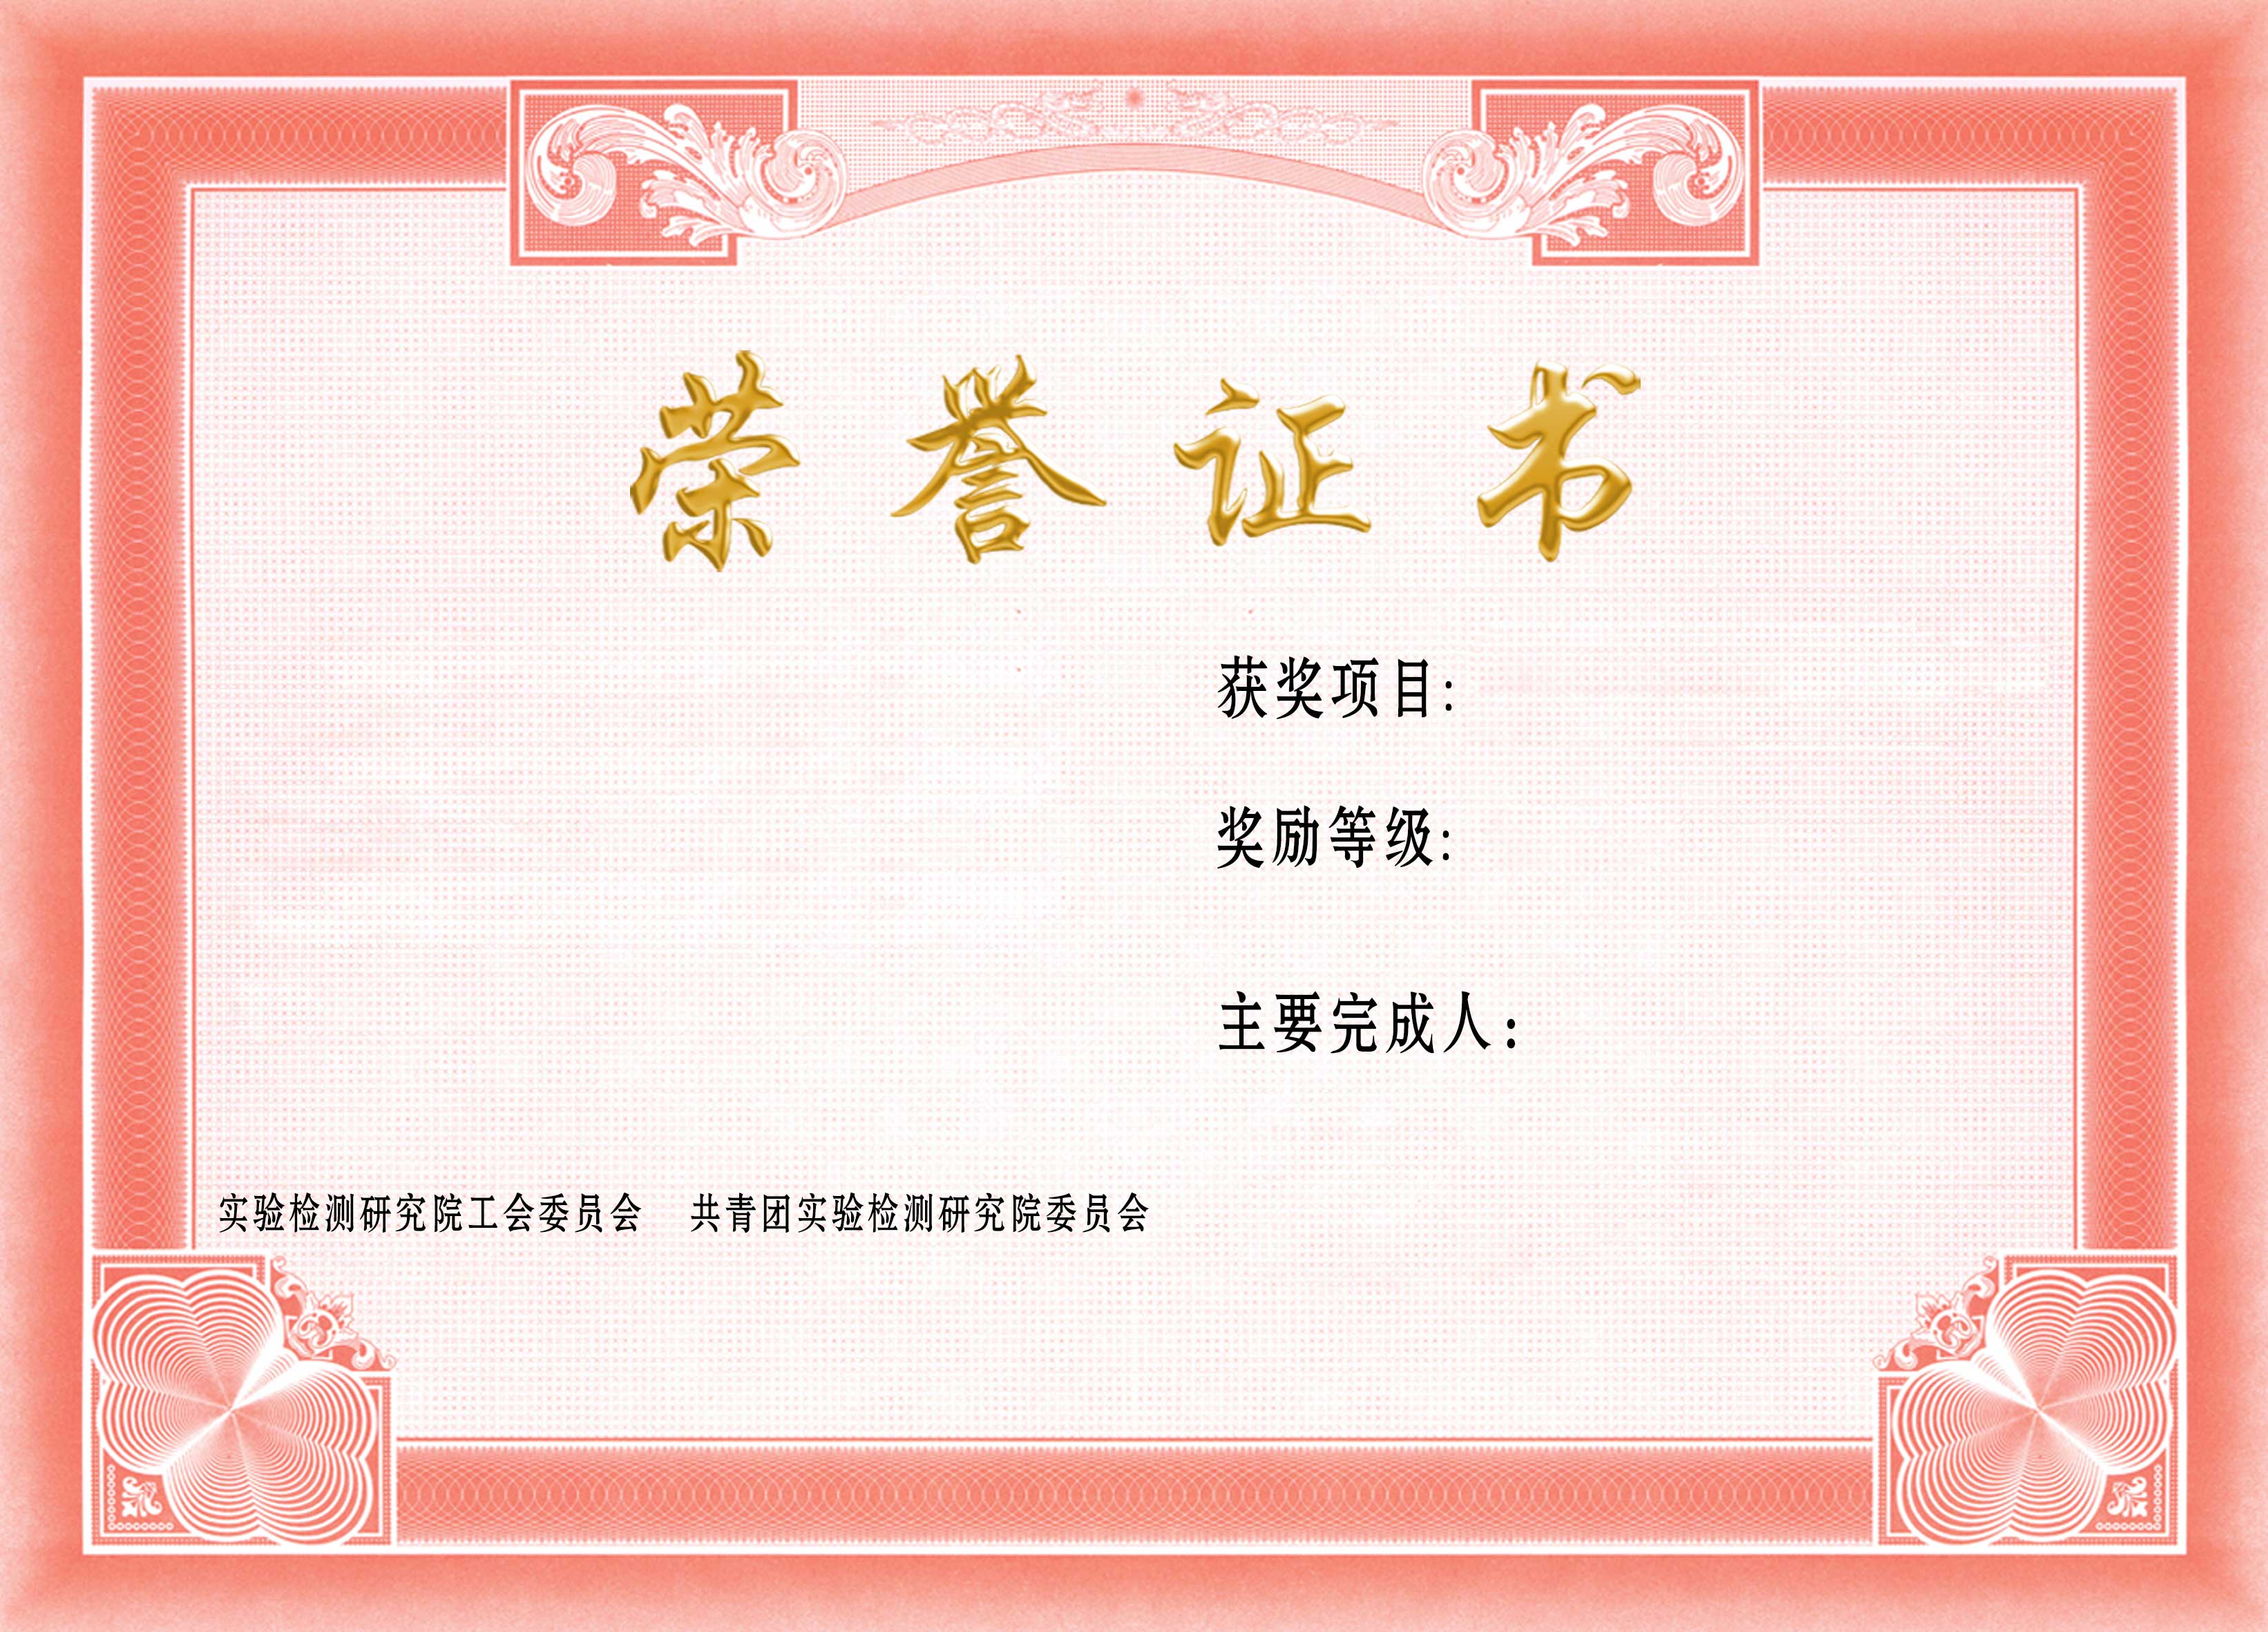 荣誉证书
获奖项目:
奖励等级:
主要完成人:
实验检测研究院工会委员会 共青团实验检测研究院委员会